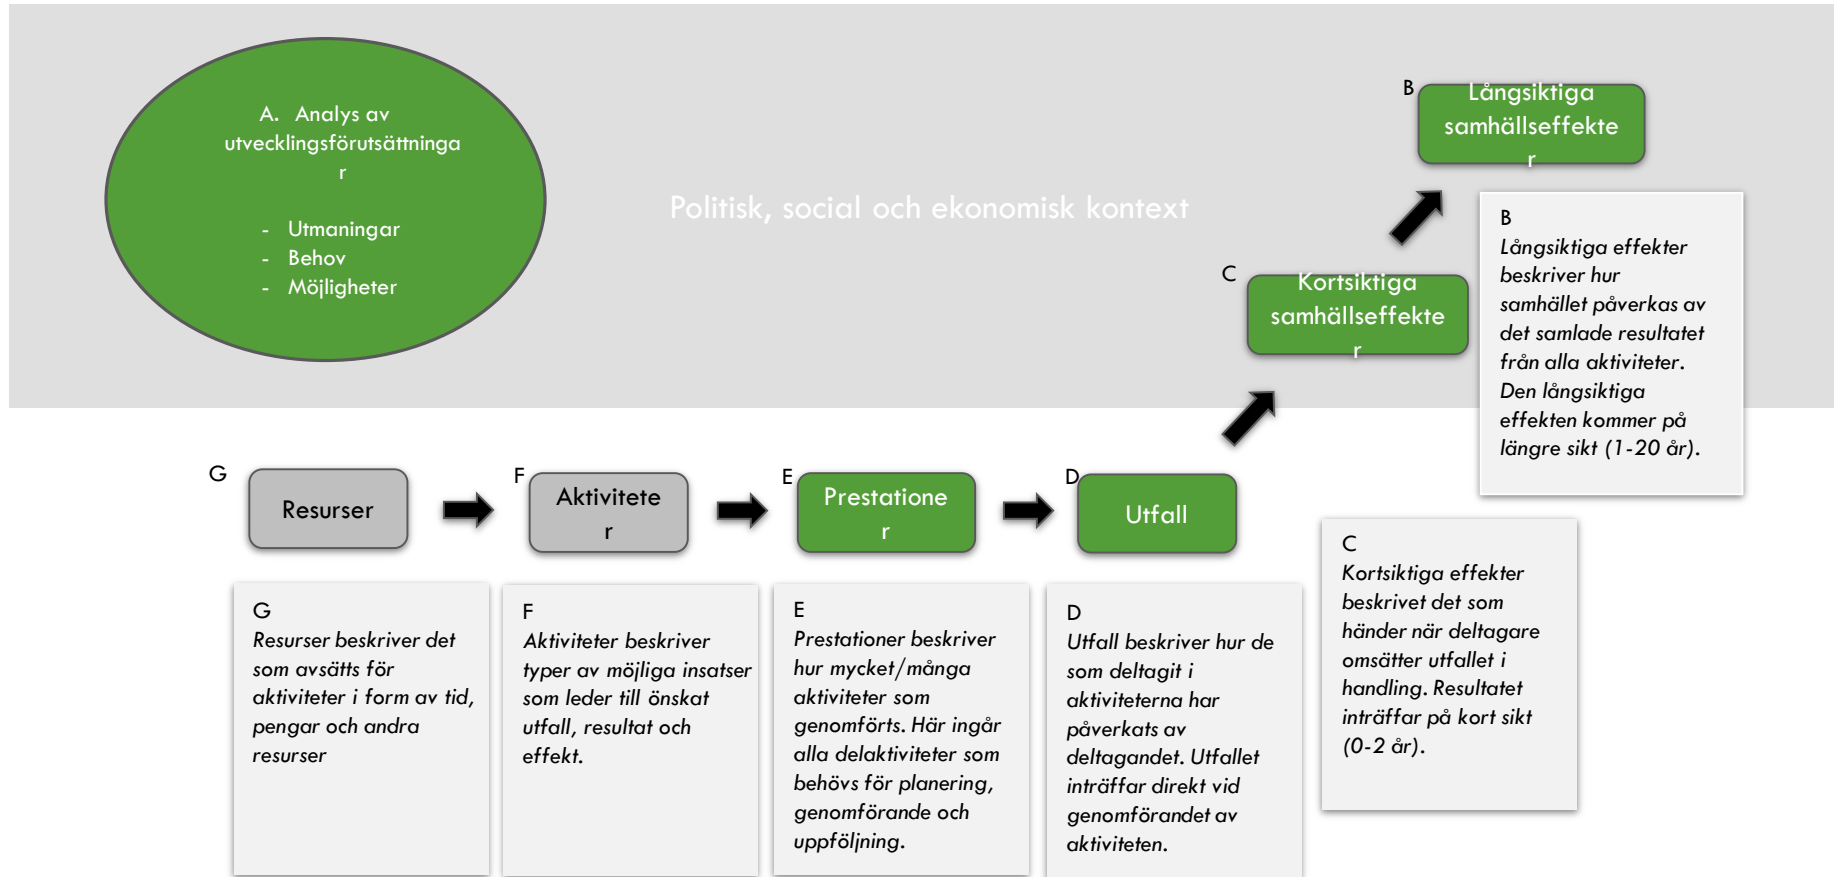 A. Analys av
utvecklingsförutsättninga
r
- Utmaningar
- Behov
- Möjligheter
Politisk, social och ekonomisk kontext
B
Långsiktiga
samhällseffekte
r
B
Långsiktiga effekter
beskriver hur
samhället påverkas av
det samlade resultatet
från alla aktiviteter.
Den långsiktiga
effekten kommer på
längre sikt (1-20 år).
C
Kortsiktiga
samhällseffekte
r
G
Resurser
F
Aktivitete
r
E
Prestatione
r
D
Utfall
G
Resurser beskriver det
som avsätts för
aktiviteter i form av tid,
pengar och andra
resurser
F
Aktiviteter beskriver
typer av möjliga insatser
som leder till önskat
utfall, resultat och
effekt.
E
Prestationer beskriver
hur mycket/många
aktiviteter som
genomförts. Här ingår
alla delaktiviteter som
behövs för planering,
genomförande och
uppföljning.
D
Utfall beskriver hur de
som deltagit i
aktiviteterna har
påverkats av
deltagandet. Utfallet
inträffar direkt vid
genomförandet av
aktiviteten.
C
Kortsiktiga effekter
beskrivet det som
händer när deltagare
omsätter utfallet i
handling. Resultatet
inträffar på kort sikt
(0-2 år).